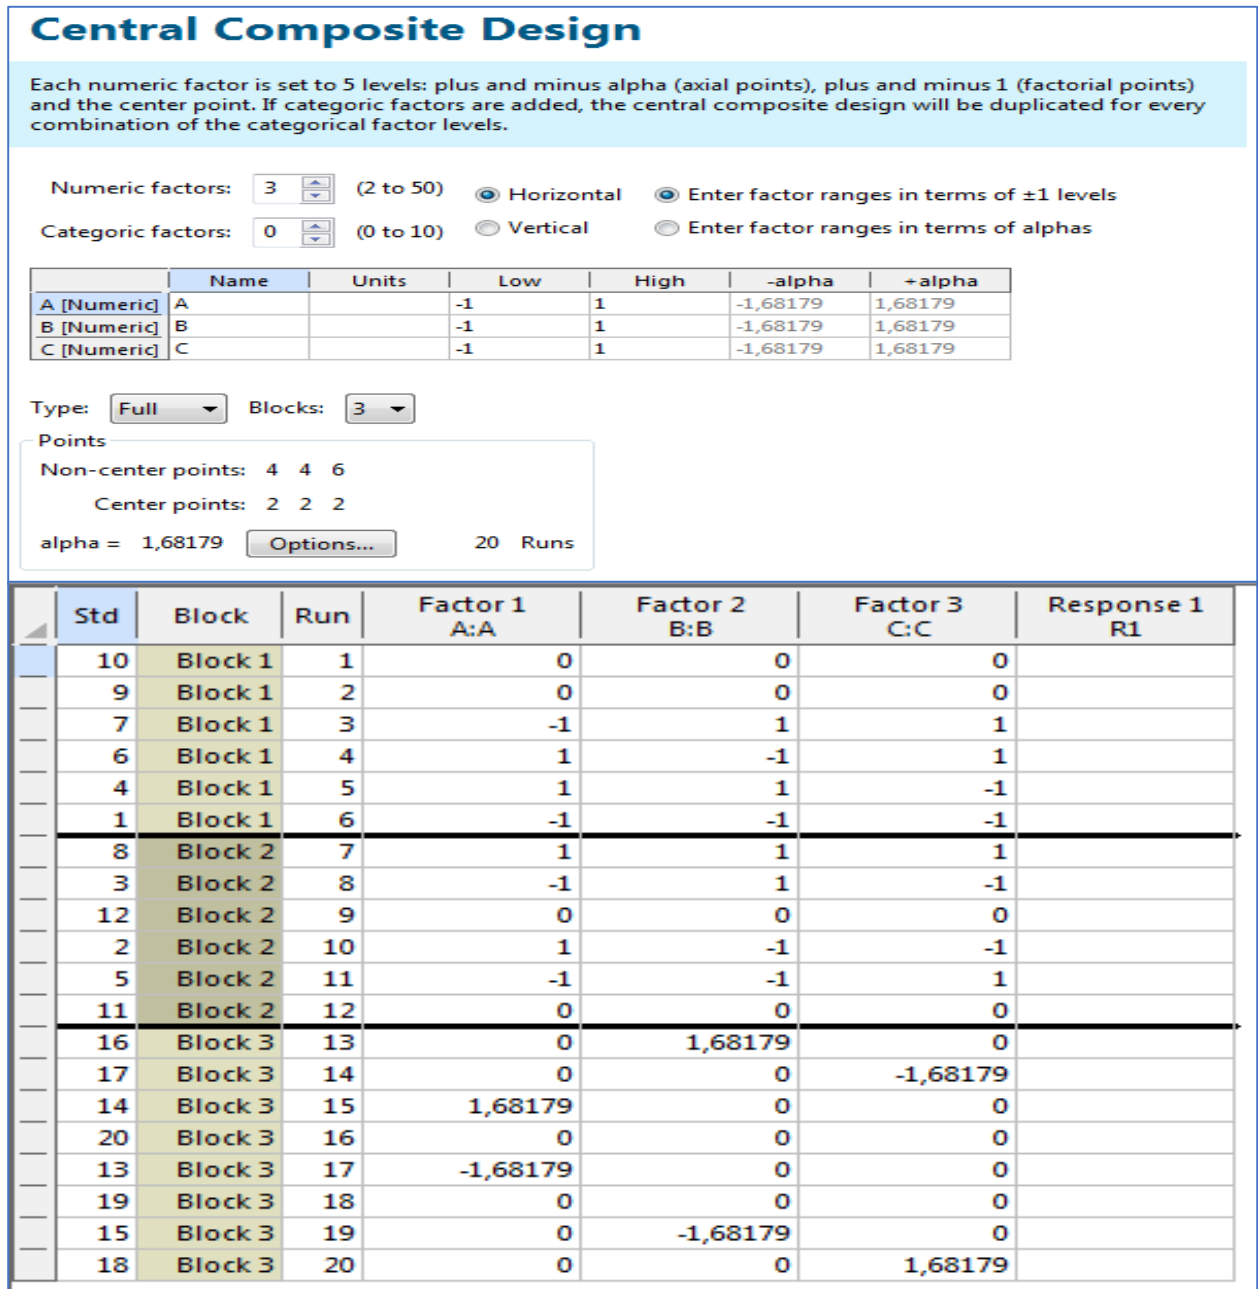 Central Composite Design
Each numeric factor is set to 5 levels: plus and minus alpha (axial points), plus and minus 1 (factorial points)
and the center point. If categoric factors are added, the central composite design will be duplicated for every
combination of the categorical factor levels.
Numeric factors: 3 (2 to 50) Horizontal Enter factor ranges in terms of ±1 levels
Categoric factors: 0 (0 to 10) Vertical Enter factor ranges in terms of alphas
Name Units Low High -alpha +alpha
A [Numeric] A -1 1 -1,68179 1,68179
B [Numeric] B -1 1 -1,68179 1,68179
C [Numeric] C -1 1 -1,68179 1,68179
Type: Full Blocks: 3
Points
Non-center points: 4 4 6
Center points: 2 2 2
alpha = 1,68179 Options... 20 Runs
Std Block Run Factor 1 Factor 2 Factor 3 Response 1
A:A B:B C:C R1
10 Block 1 1 0 0 0
9 Block 1 2 0 0 0
7 Block 1 3 -1 1 1
6 Block 1 4 1 -1 1
4 Block 1 5 1 1 -1
1 Block 1 6 -1 -1 -1
8 Block 2 7 1 1 1
3 Block 2 8 -1 1 -1
12 Block 2 9 0 0 0
2 Block 2 10 1 -1 -1
5 Block 2 11 -1 -1 1
11 Block 2 12 0 0 0
16 Block 3 13 0 1,68179 0
17 Block 3 14 0 0 -1,68179
14 Block 3 15 1,68179 0 0
20 Block 3 16 0 0 0
13 Block 3 17 -1,68179 0 0
19 Block 3 18 0 0 0
15 Block 3 19 0 -1,68179 0
18 Block 3 20 0 0 1,68179